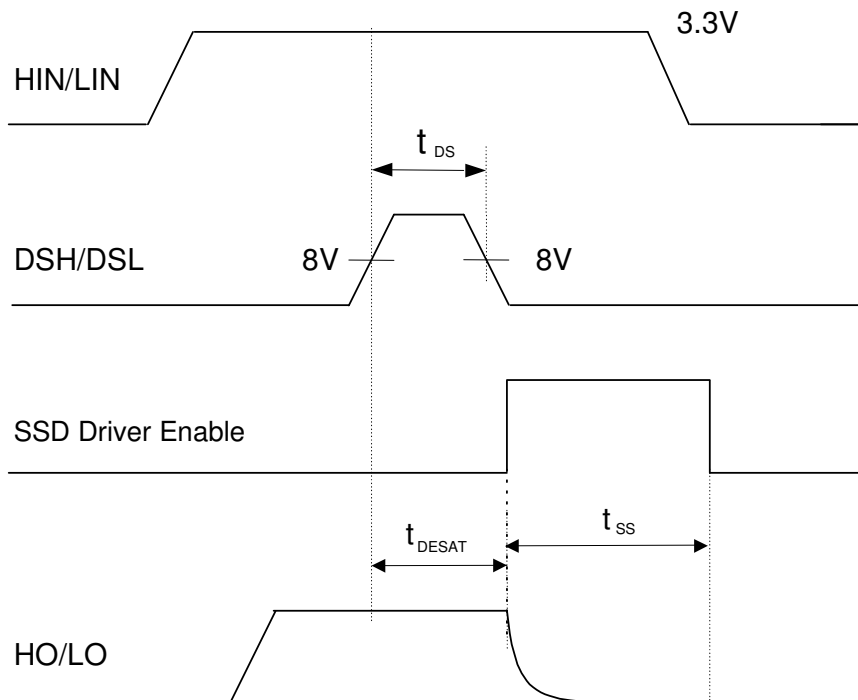 3.3V
HIN/LIN
t DS
DSH/DSL
8V
8V
SSD Driver Enable
t DESAT
t SS
HO/LO